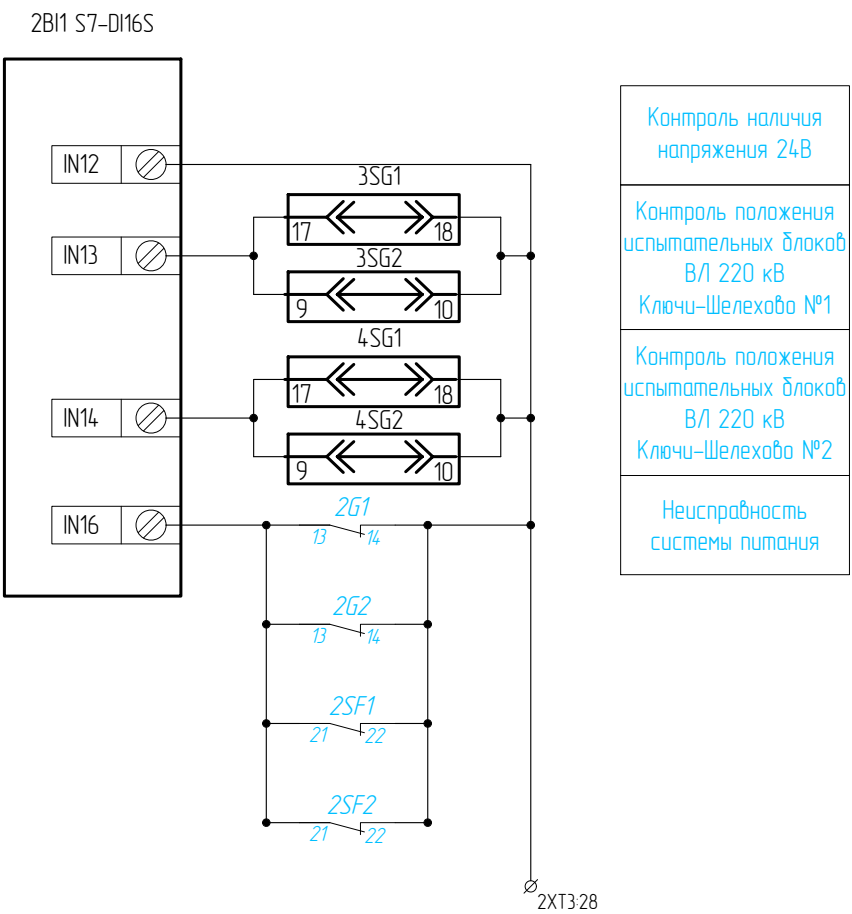 2BI1 S7-DI16S
IN12
3SG1
17
18
IN13
3SG2
9
10
4SG1
17
18
IN14
4SG2
9
10
IN16
2G1
13
14
2G2
13
14
2SF1
21
22
2SF2
21
22
2XT3:28
Контроль наличия
напряжения 24В
Контроль положения
испытательных блоков
ВЛ 220 кВ
Ключи-Шелехово №1
Контроль положения
испытательных блоков
ВЛ 220 кВ
Ключи-Шелехово №2
Неисправность
системы питания